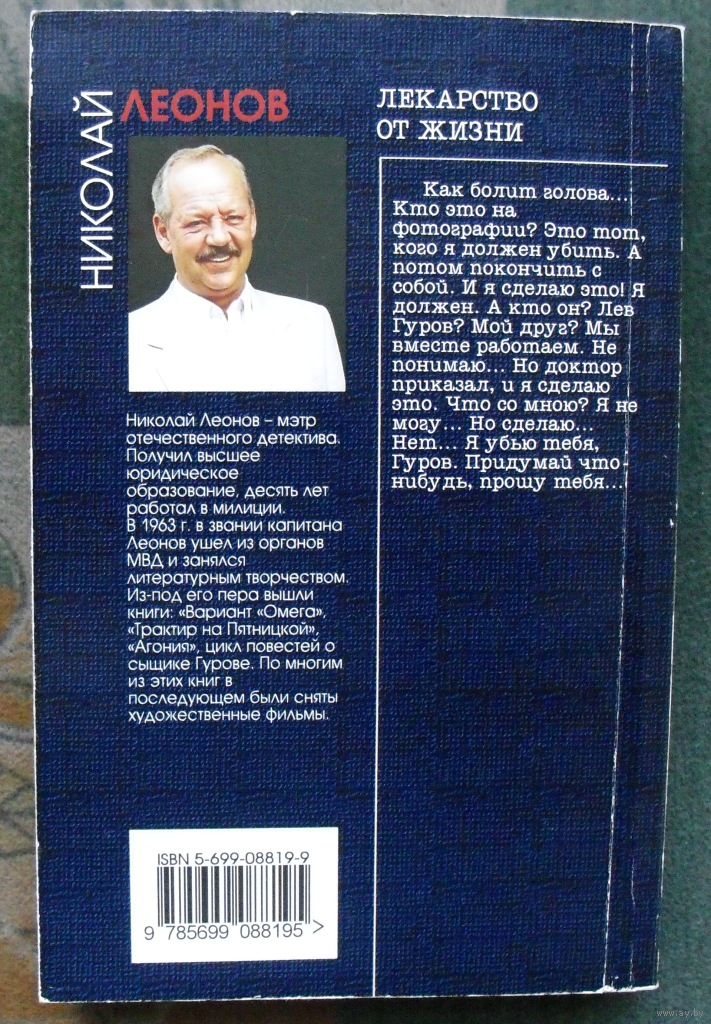 НИКОЛАЙ
ЛЕОНОВ
Николай Леонов – мэтр
отечественного детектива.
Получил высшее
юридическое
образование, десять лет
работал в милиции.
В 1963 г. в звании капитана
Леонов ушел из органов
МВД и занялся
литературным творчеством.
Из-под его пера вышли
книги: «Вариант «Омега»,
«Трактир на Пятницкой»,
«Агония», цикл повестей о
сыщике Гурове. По многим
из этих книг в
последующем были сняты
художественные фильмы.
ЛЕКАРСТВО
ОТ ЖИЗНИ
Как болит голова...
Кто это на
фотографии? Это тот,
кого я должен убить. А
потом покончить с
собой. И я сделаю это! Я
должен. А кто он? Лев
Гуров? Мой друг? Мы
вместе работаем. Не
понимаю... Но доктор
приказал, и я сделаю
это. Что со мною? Я не
могу... Но сделаю...
Нет... Я убью тебя,
Гуров. Придумай что-
нибудь, прошу тебя...
ISBN 5-699-08819-9
9 785699 088195 >
www.ay.by